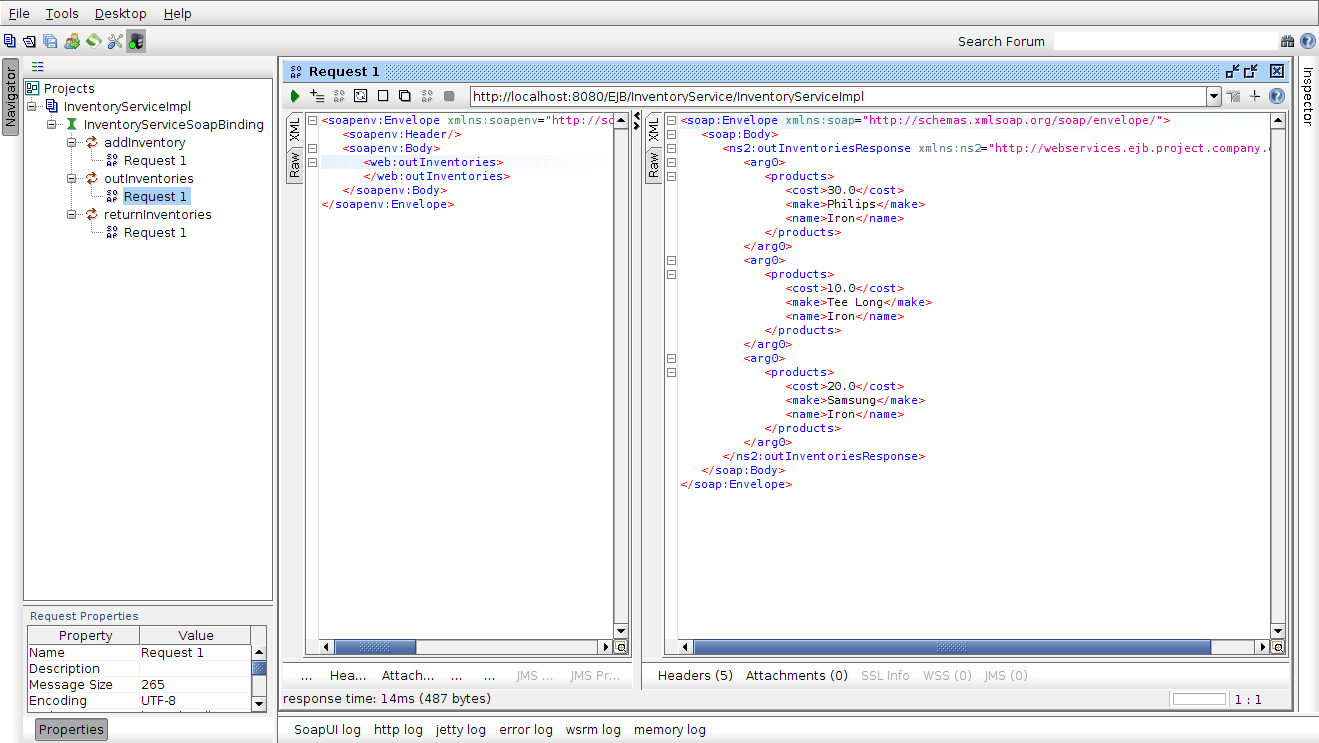 File Tools Desktop Help
Search Forum
Navigator
Projects
InventoryServiceImpl
InventoryServiceSoapBinding
addInventory
Request 1
outInventories
Request 1
returnInventories
Request 1
Request Properties
Property Value
Name Request 1
Description
Message Size 265
Encoding UTF-8
Properties
Request 1
http://localhost:8080/EJB/InventoryService/InventoryServiceImpl
XML
Raw
<soapenv:Envelope xmlns:soapenv="http://sc
<soapenv:Header/>
<soapenv:Body>
<web:outInventories>
</web:outInventories>
</soapenv:Body>
</soapenv:Envelope>
... Hea... Attach... ... ... JMS ... JMS Pr...
XML
Raw
<soap:Envelope xmlns:soap="http://schemas.xmlsoap.org/soap/envelope/">
<soap:Body>
<ns2:outInventoriesResponse xmlns:ns2="http://webservices.ejb.project.company.
<arg0>
<products>
<cost>30.0</cost>
<make>Philips</make>
<name>Iron</name>
</products>
</arg0>
<arg0>
<products>
<cost>10.0</cost>
<make>Tee Long</make>
<name>Iron</name>
</products>
</arg0>
<arg0>
<products>
<cost>20.0</cost>
<make>Samsung</make>
<name>Iron</name>
</products>
</arg0>
</ns2:outInventoriesResponse>
</soap:Body>
</soap:Envelope>
Headers (5) Attachments (0) SSL Info WSS (0) JMS (0)
response time: 14ms (487 bytes)
1 : 1
SoapUI log http log jetty log error log wsrm log memory log
Inspector